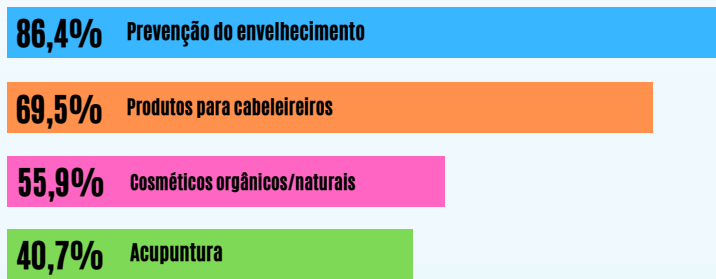 86,4% Prevenção do envelhecimento
69,5% Produtos para cabeleireiros
55,9% Cosméticos orgânicos/naturais
40,7% Acupuntura